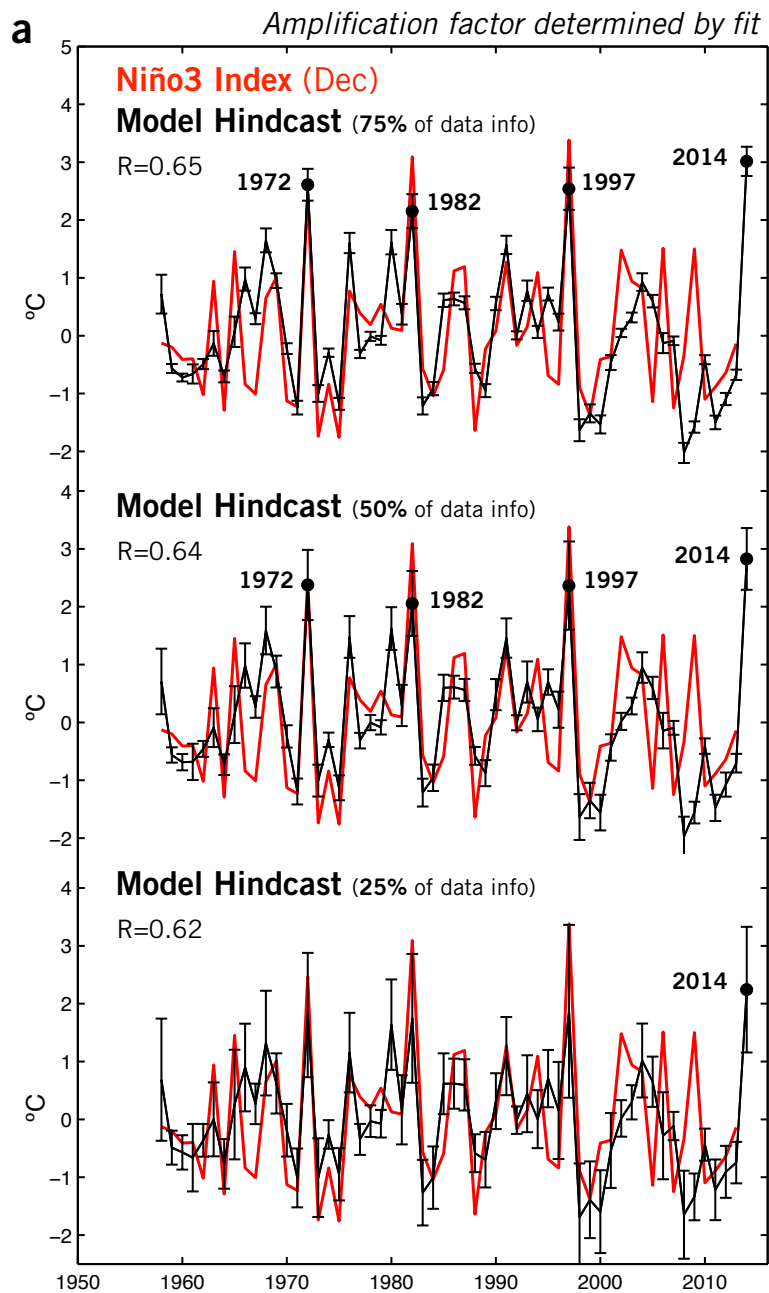 a
Amplification factor determined by fit
5
Niño3 Index (Dec)
4
Model Hindcast (75% of data info)
3
R=0.65
1972
1982
1997
2014
2
1
ºC
0
−1
−2
4
Model Hindcast (50% of data info)
R=0.64
3
1972
1982
1997
2014
2
1
ºC
0
−1
−2
4
Model Hindcast (25% of data info)
R=0.62
3
2014
2
1
ºC
0
−1
−2
1950 1960 1970 1980 1990 2000 2010